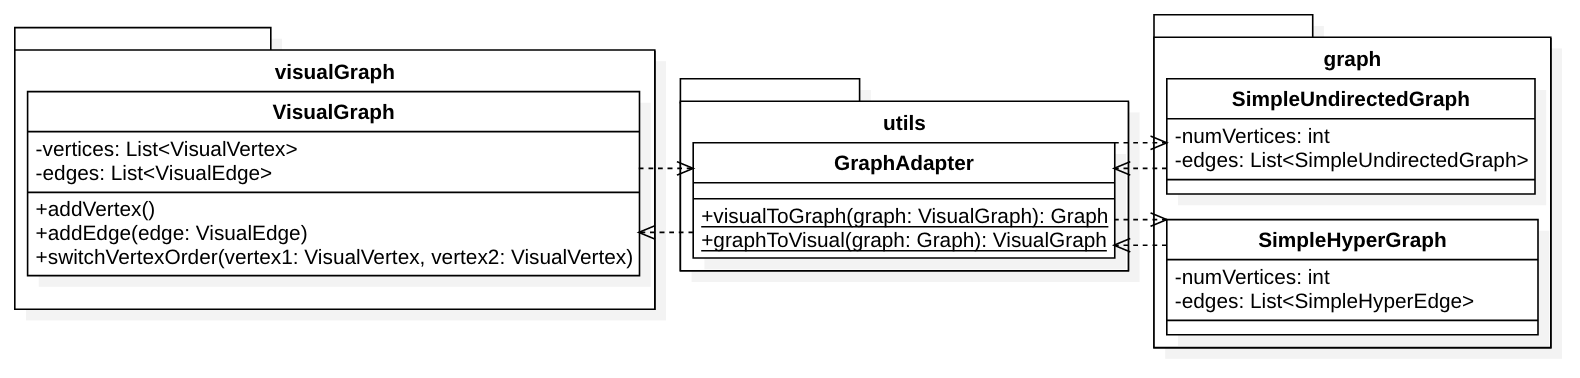 visualGraph
VisualGraph
-vertices: List<VisualVertex>
-edges: List<VisualEdge>
+addVertex()
+addEdge(edge: VisualEdge)
+switchVertexOrder(vertex1: VisualVertex, vertex2: VisualVertex)
utils
GraphAdapter
+visualToGraph(graph: VisualGraph): Graph
+graphToVisual(graph: Graph): VisualGraph
graph
SimpleUndirectedGraph
-numVertices: int
-edges: List<SimpleUndirectedGraph>
SimpleHyperGraph
-numVertices: int
-edges: List<SimpleHyperEdge>